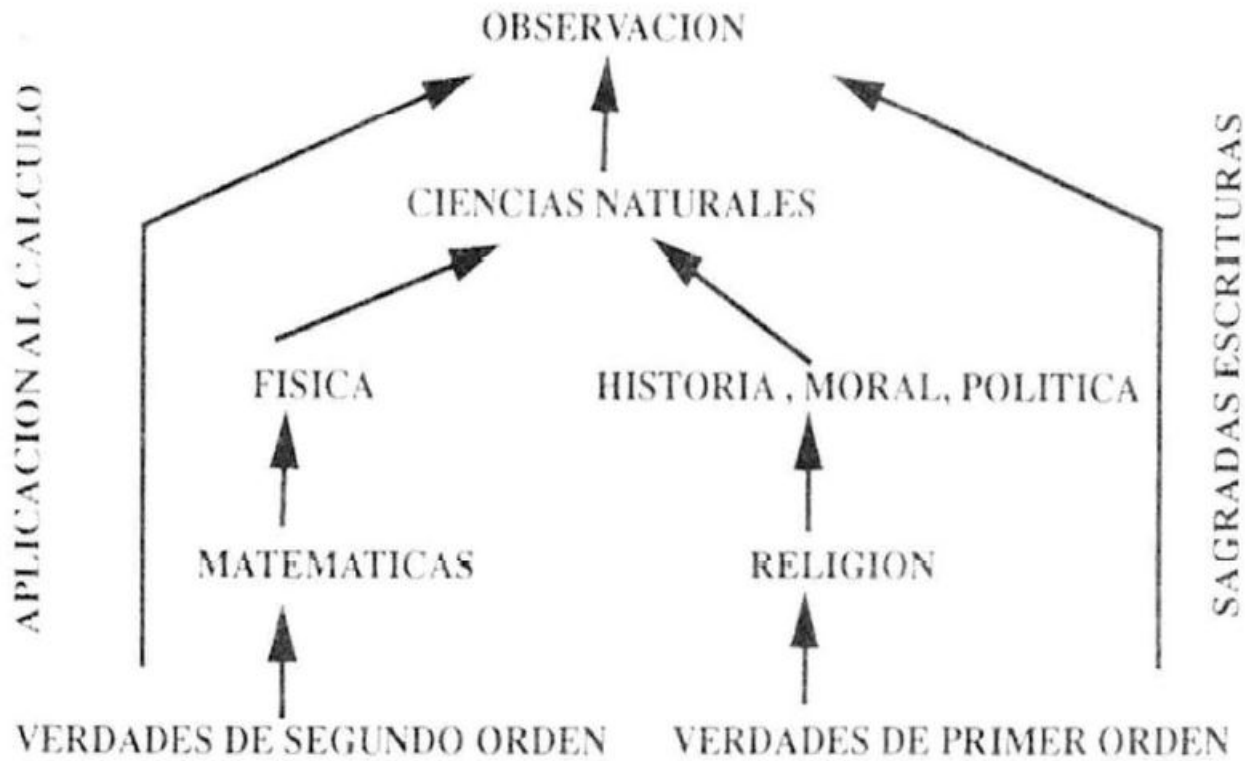 OBSERVACION
APLICACION AL CALCULO
SAGRADAS ESCRITURAS
CIENCIAS NATURALES
FISICA
HISTORIA , MORAL, POLITICA
MATEMATICAS
RELIGION
VERDADES DE SEGUNDO ORDEN
VERDADES DE PRIMER ORDEN